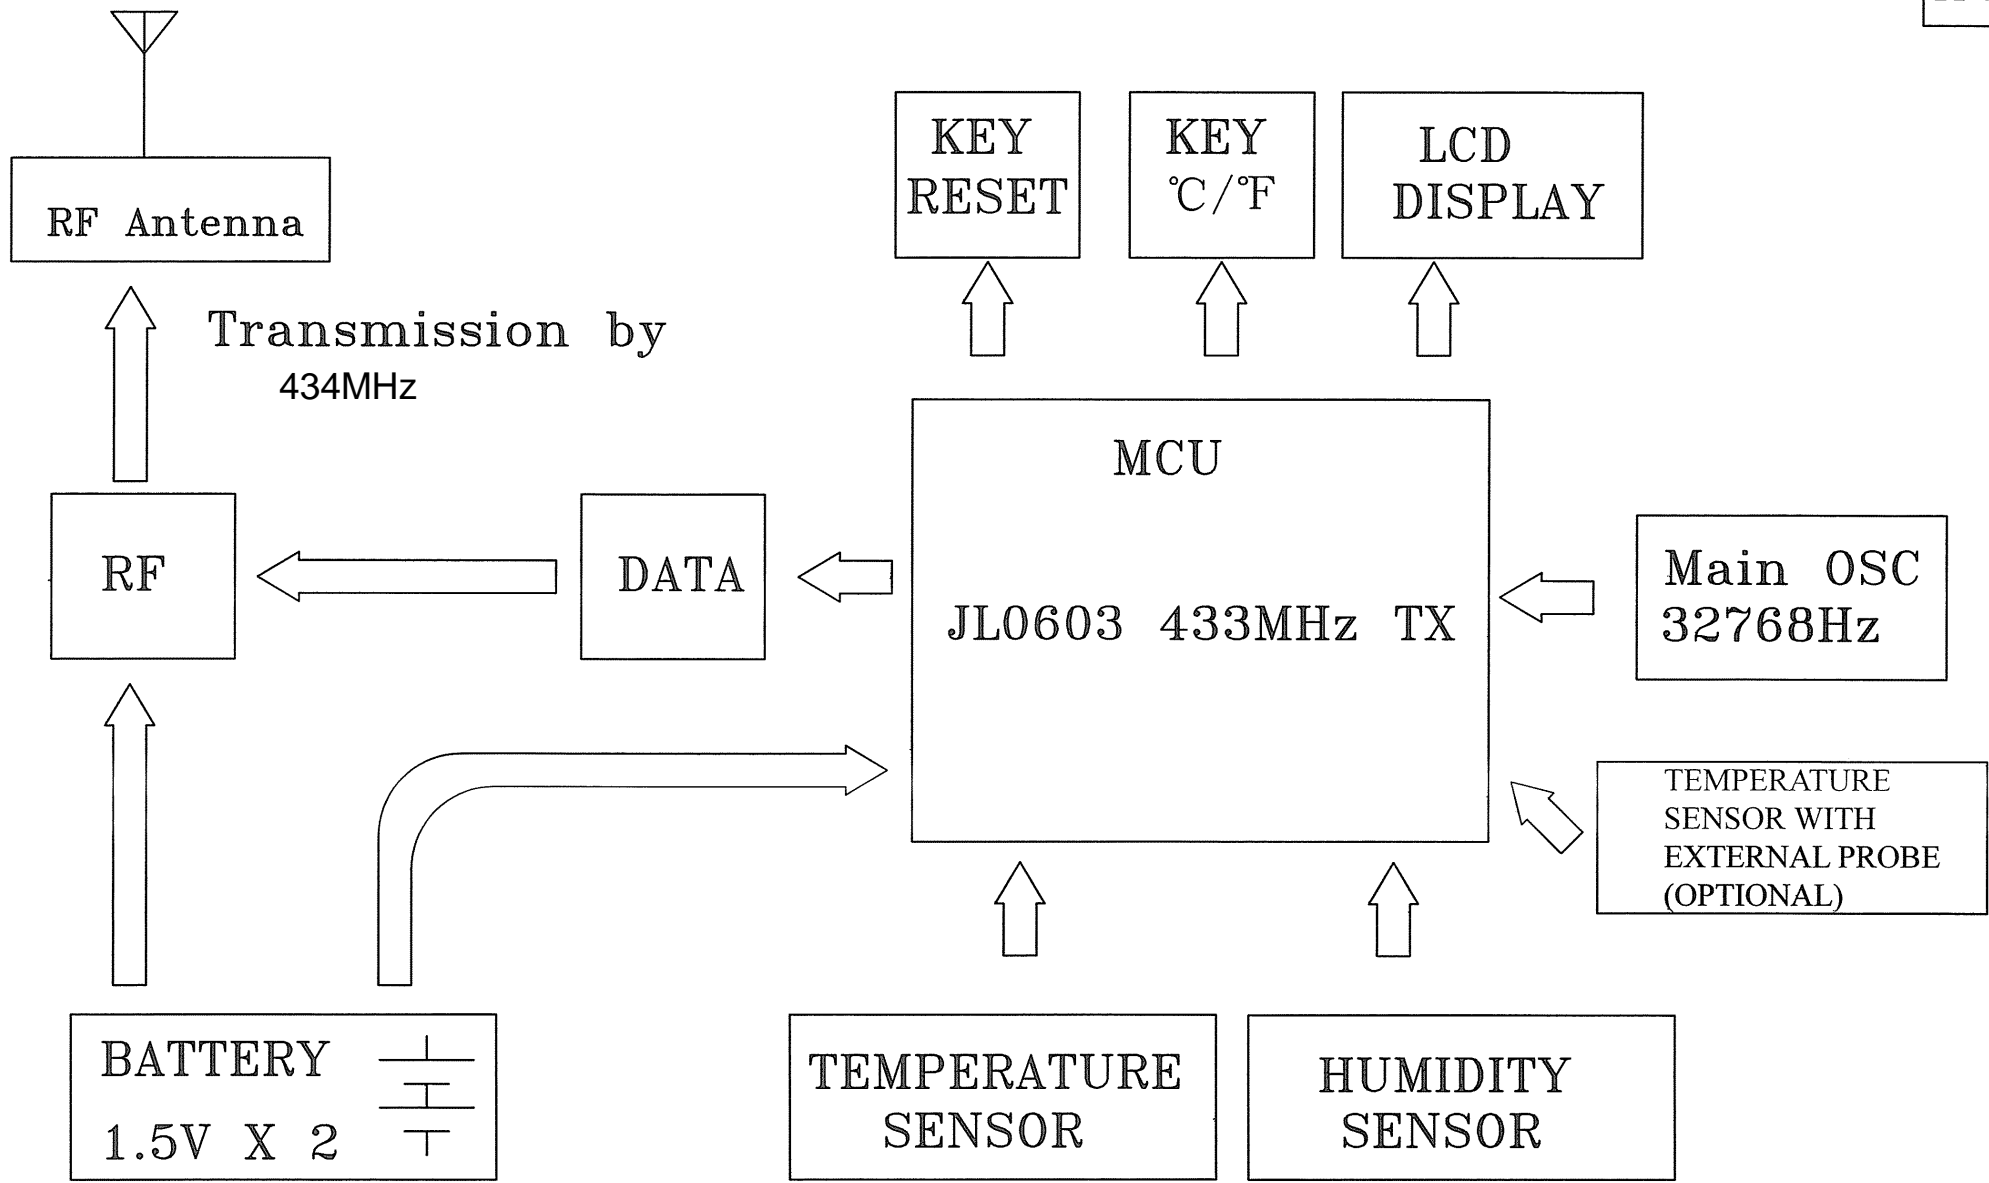 KEY
RESET
KEY
℃/℉
LCD
DISPLAY
RF Antenna
Transmission by
434MHz
MCU
JL0603 433MHz TX
RF
DATA
Main OSC
32768Hz
TEMPERATURE
SENSOR WITH
EXTERNAL PROBE
(OPTIONAL)
BATTERY
1.5V X 2
TEMPERATURE
SENSOR
HUMIDITY
SENSOR